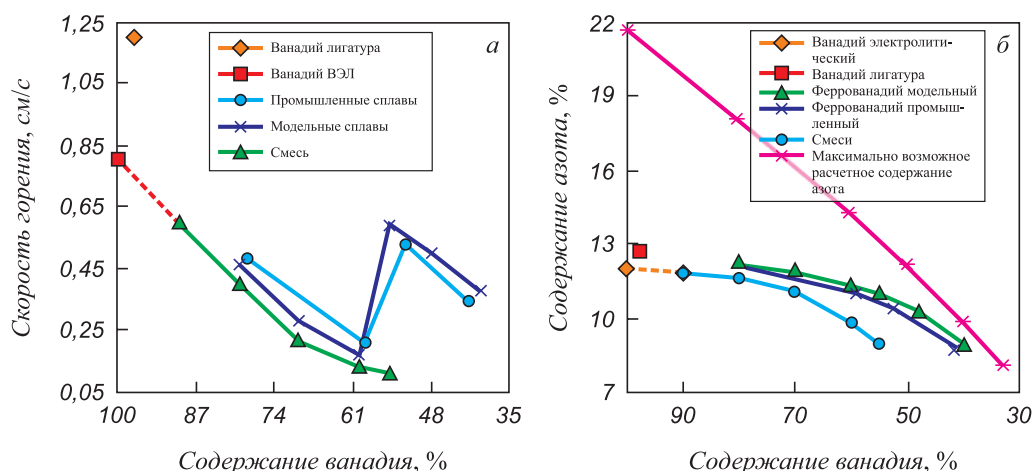 Скорость горения, см/с
1,25
1,05
0,85
0,65
0,45
0,25
0,05
100
87
74
61
48
35
Содержание ванадия, %
а
Ванадий лигатура
Ванадий ВЭЛ
Промышленные сплавы
Модельные сплавы
Смесь
Содержание азота, %
22
19
16
13
10
7
90
70
50
30
Содержание ванадия, %
б
Ванадий электролити-
ческий
Ванадий лигатура
Феррованадий модельный
Феррованадий промыш-
ленный
Смеси
Максимально возможное
расчетное содержание
азота